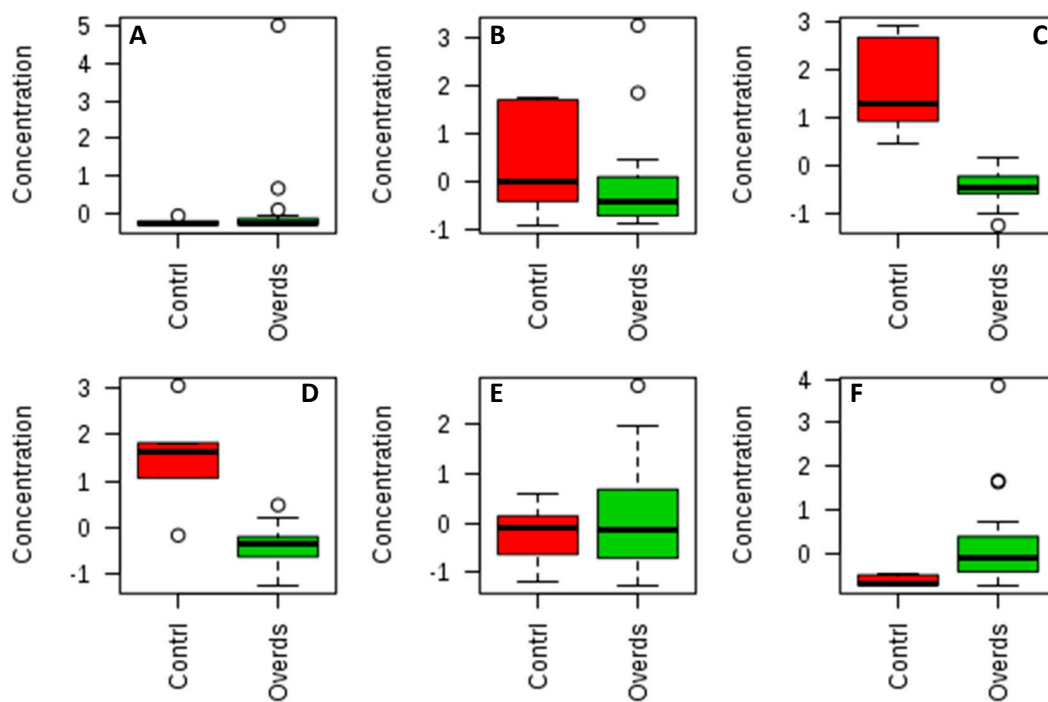 A
Concentration
5
4
3
2
1
0
Contrl
Overds
B
Concentration
3
2
1
0
-1
Contrl
Overds
C
Concentration
3
2
1
0
-1
Contrl
Overds
D
Concentration
3
2
1
0
-1
Contrl
Overds
E
Concentration
2
1
0
-1
Contrl
Overds
F
Concentration
4
3
2
1
0
Contrl
Overds